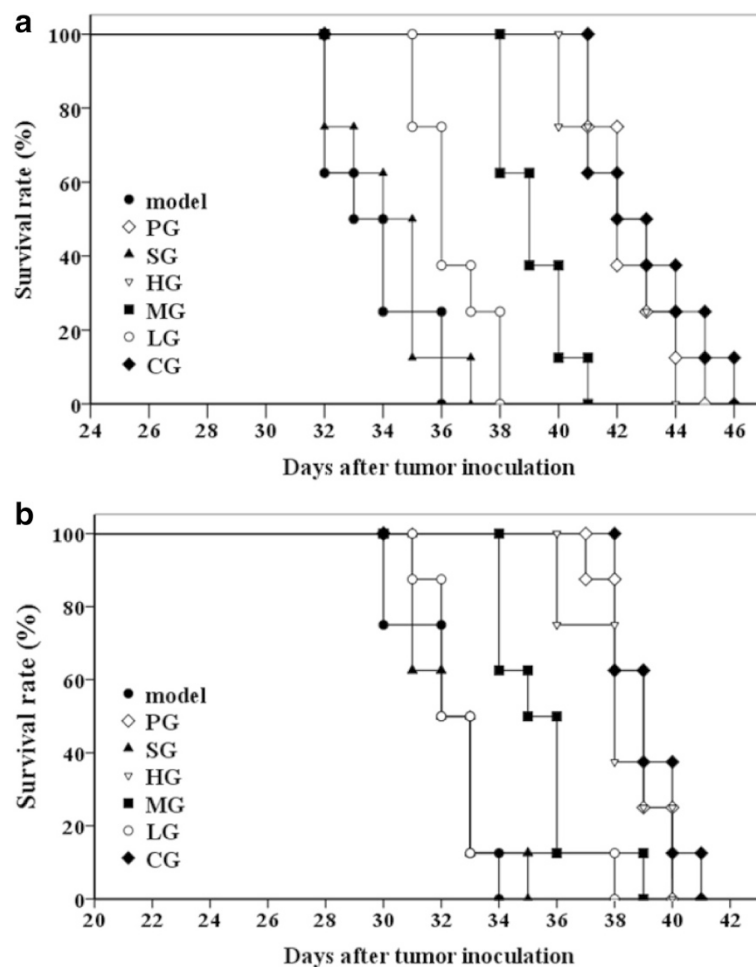 a
100
80
60
40
20
0
Survival rate (%)
model
PG
SG
HG
MG
LG
CG
24 26 28 30 32 34 36 38 40 42 44 46
Days after tumor inoculation
b
100
80
60
40
20
0
Survival rate (%)
model
PG
SG
HG
MG
LG
CG
20 22 24 26 28 30 32 34 36 38 40 42
Days after tumor inoculation